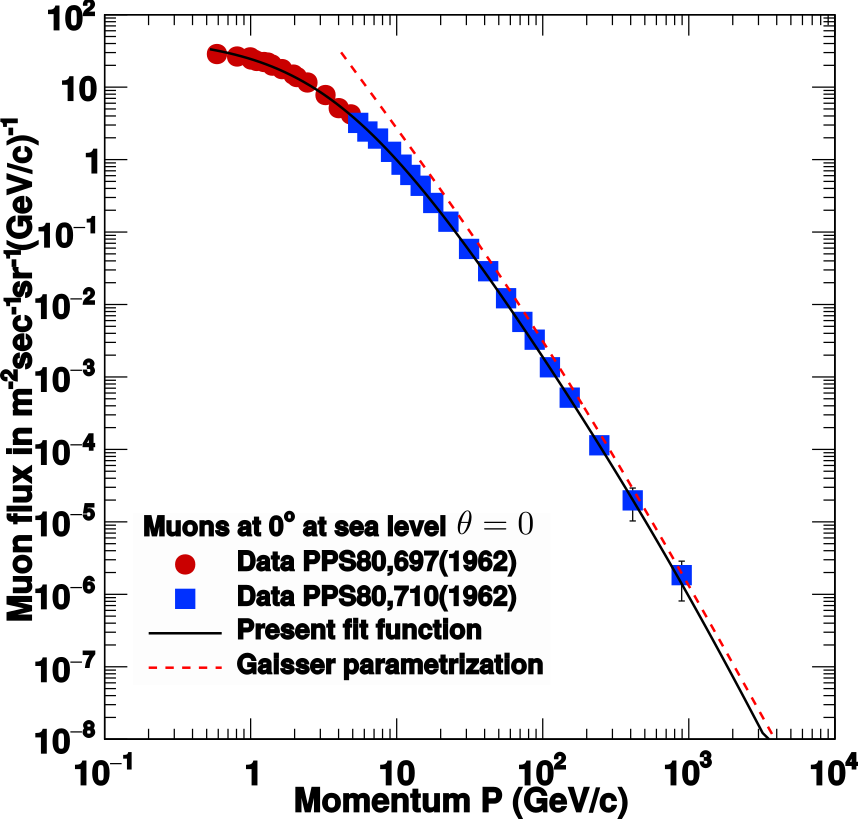 10²
10
1
10⁻¹
10⁻²
10⁻³
10⁻⁴
10⁻⁵
10⁻⁶
10⁻⁷
10⁻⁸
Muon flux in m⁻²sec⁻¹sr⁻¹(GeV/c)⁻¹
Muons at 0° at sea level θ = 0
Data PPS80,697(1962)
Data PPS80,710(1962)
Present fit function
Gaisser parametrization
10⁻¹ 1 10 10² 10³ 10⁴
Momentum P (GeV/c)